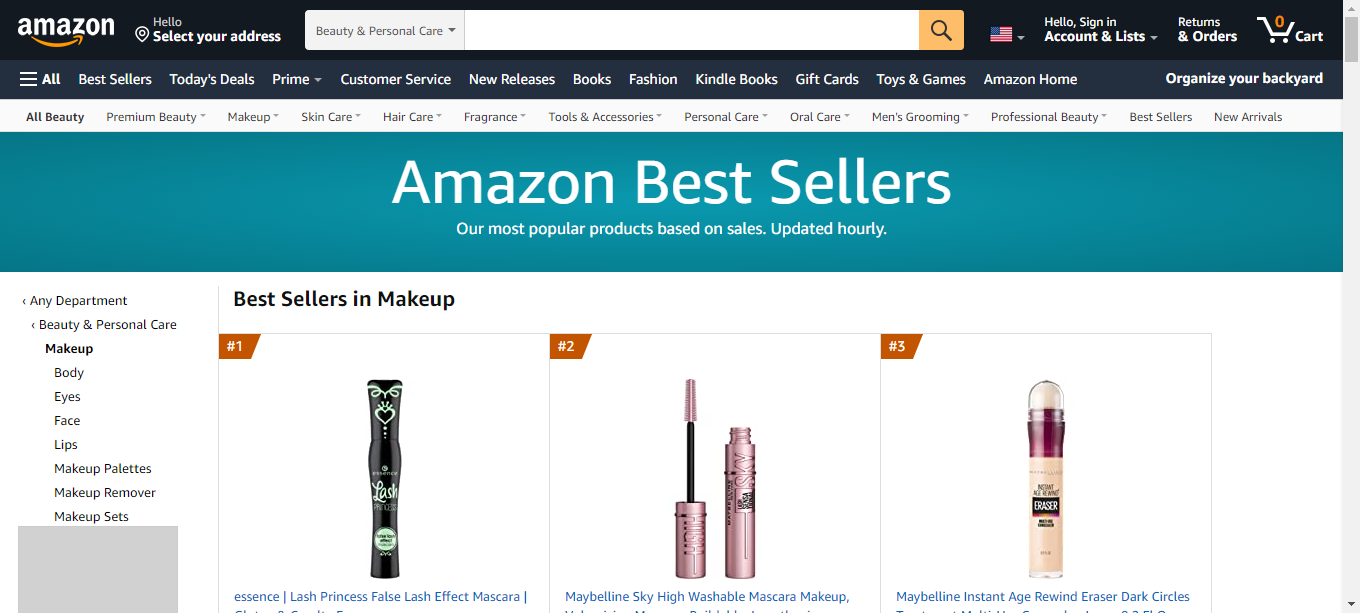 amazon
Hello
Select your address
Beauty & Personal Care
Hello, Sign in
Account & Lists
Returns
& Orders
0
Cart
All
Best Sellers
Today's Deals
Prime
Customer Service
New Releases
Books
Fashion
Kindle Books
Gift Cards
Toys & Games
Amazon Home
Organize your backyard
All Beauty
Premium Beauty
Makeup
Skin Care
Hair Care
Fragrance
Tools & Accessories
Personal Care
Oral Care
Men's Grooming
Professional Beauty
Best Sellers
New Arrivals
Amazon Best Sellers
Our most popular products based on sales. Updated hourly.
‹ Any Department
‹ Beauty & Personal Care
Makeup
Body
Eyes
Face
Lips
Makeup Palettes
Makeup Remover
Makeup Sets
Best Sellers in Makeup
#1
essence
Lash
PRINCESS
essence | Lash Princess False Lash Effect Mascara |
#2
SKY
HIGH
Maybelline Sky High Washable Mascara Makeup,
#3
INSTANT
AGE REWIND
ERASER
Maybelline Instant Age Rewind Eraser Dark Circles